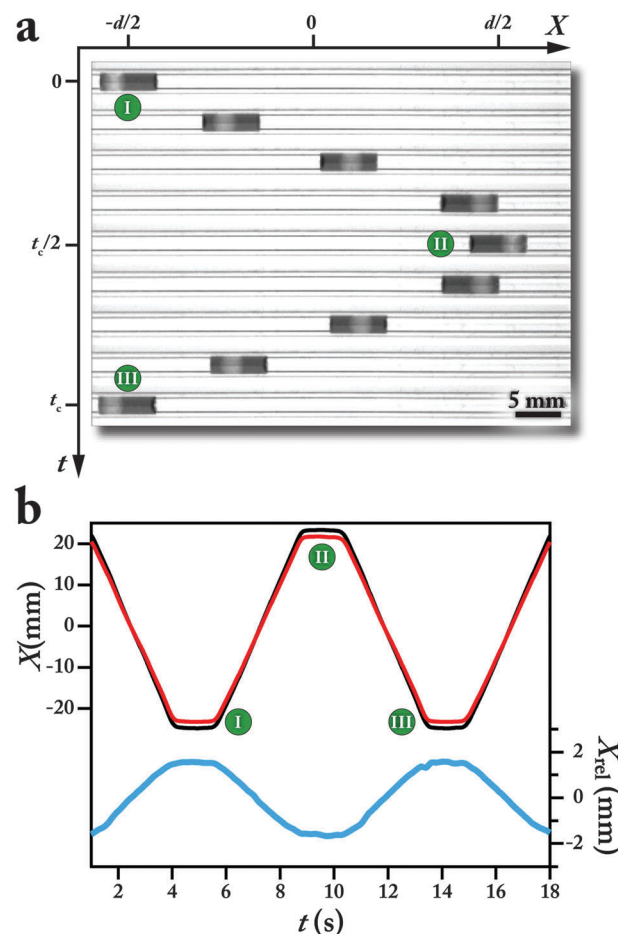 a
-d/2 0 d/2 X
0
I
t_c/2
II
III
t_c
5 mm
t
b
20
10
0
-10
-20
X(mm)
II
I
III
2
0
-2
X_rel (mm)
2 4 6 8 10 12 14 16 18
t (s)